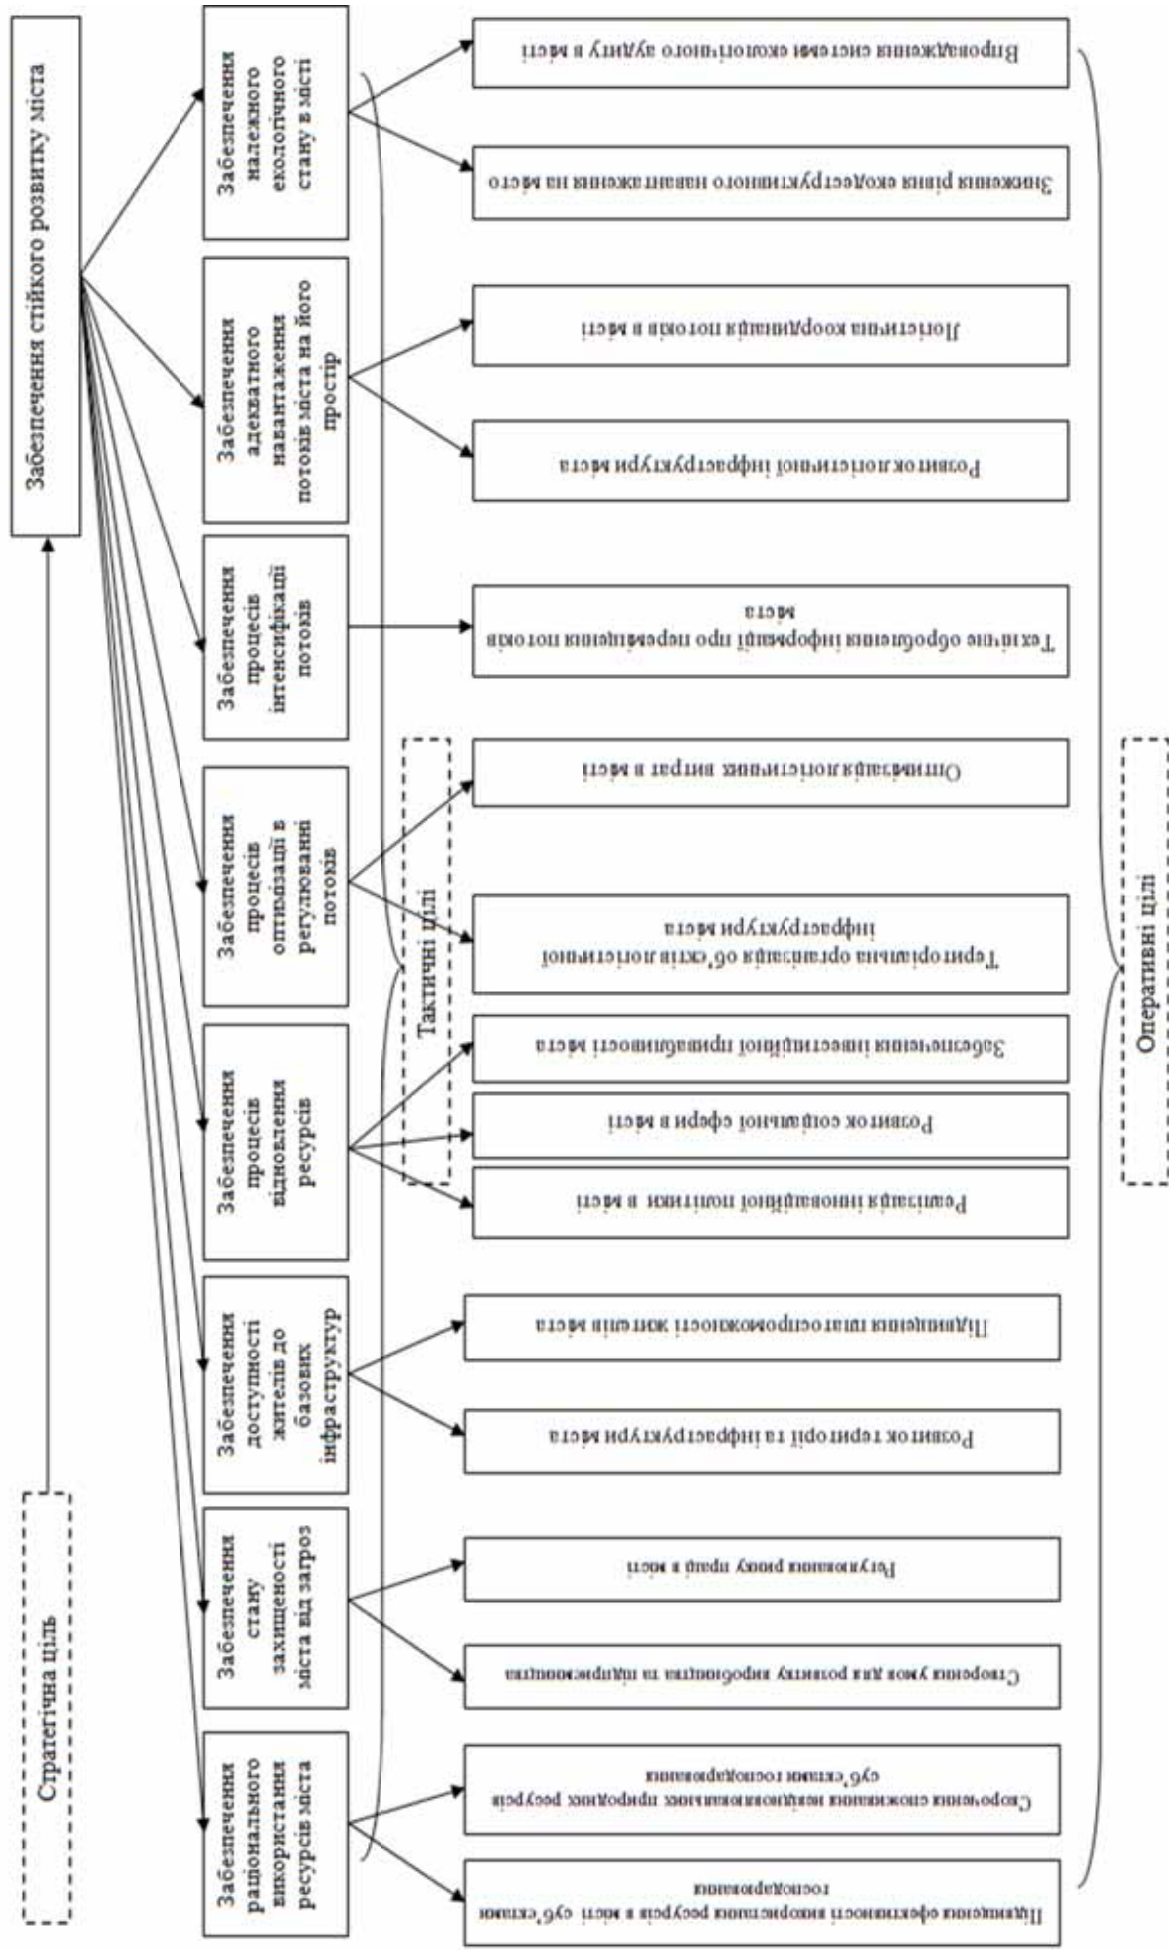 Стратегічна ціль
Забезпечення стійкого розвитку міста
Забезпечення
раціонального
використання
ресурсів міста
Забезпечення
стану
захищеності
міста від загроз
Забезпечення
доступності
жителів до
базових
інфраструктур
Забезпечення
процесів
відновлення
ресурсів
Забезпечення
процесів
оптимізації в
регулюванні
потоків
Забезпечення
процесів
інтенсифікації
потоків
Забезпечення
адекватного
навантаження
потоків міста на його
простір
Забезпечення
належного
екологічного
стану в місті
Тактичні цілі
Підвищення ефективності використання ресурсів в місті суб’єктами
господарювання
Скорочення споживання невідновлювальних природних ресурсів
суб’єктами господарювання
Створення умов для розвитку виробництва та підприємництва
Регулювання ринку праці в місті
Розвиток території та інфраструктури міста
Підвищення платоспроможності жителів міста
Реалізація інноваційної політики в місті
Розвиток соціальної сфери в місті
Забезпечення інвестиційної привабливості міста
Територіальна організація об’єктів логістичної
інфраструктури міста
Оптимізація логістичних витрат в місті
Технічне оброблення інформації про переміщення потоків
міста
Розвиток логістичної інфраструктури міста
Логістична координація потоків в місті
Зниження рівня екодеструктивного навантаження на місто
Впровадження системи екологічного аудиту в місті
Оперативні цілі